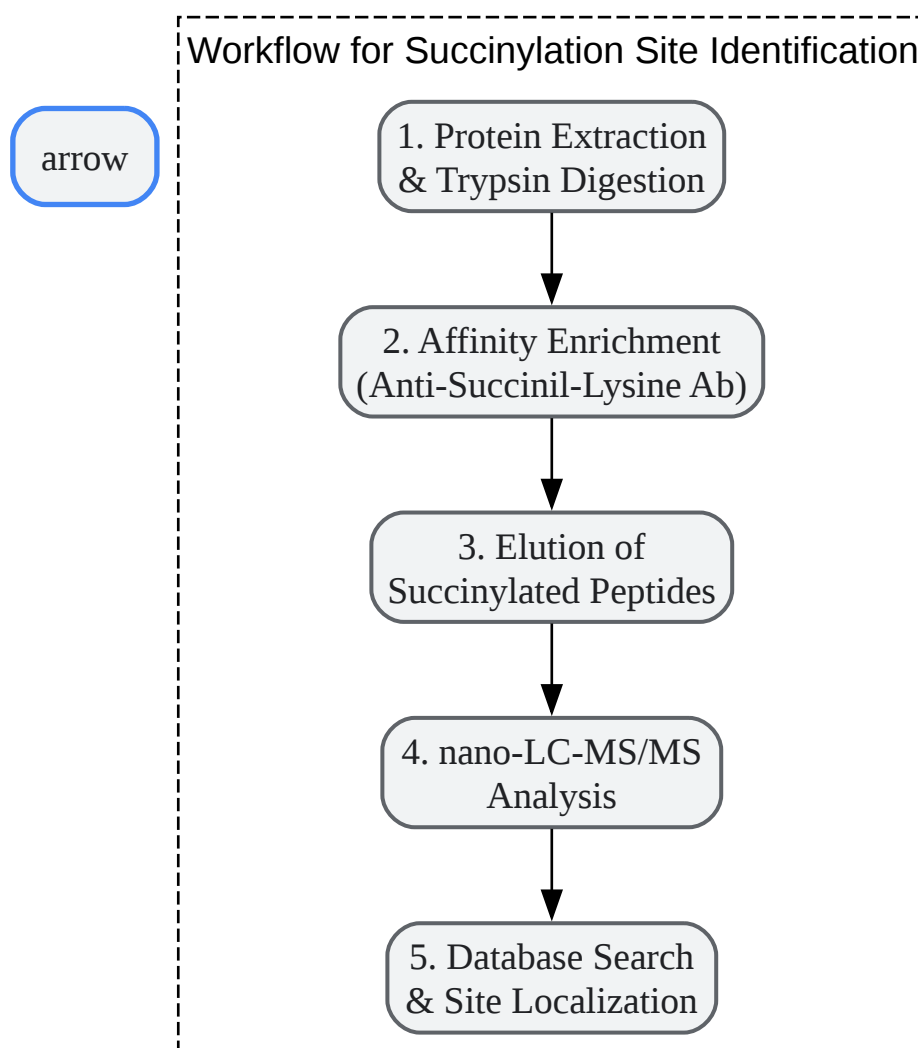 Workflow for Succinylation Site Identification
arrow
1. Protein Extraction
& Trypsin Digestion
2. Affinity Enrichment
(Anti-Succinil-Lysine Ab)
3. Elution of
Succinylated Peptides
4. nano-LC-MS/MS
Analysis
5. Database Search
& Site Localization